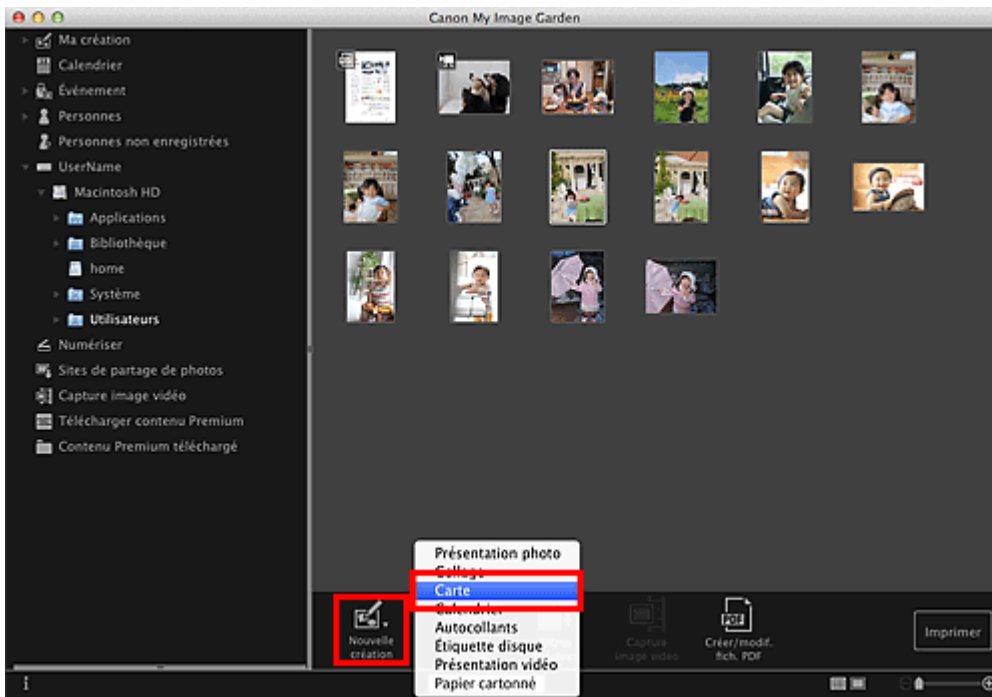 Canon My Image Garden
Ma création
Calendrier
Événement
Personnes
Personnes non enregistrées
UserName
Macintosh HD
Applications
Bibliothèque
home
Système
Utilisateurs
Numériser
Sites de partage de photos
Capture image vidéo
Télécharger contenu Premium
Contenu Premium téléchargé
Présentation photo
Collage
Carte
Calendrier
Autocollants
Étiquette disque
Présentation vidéo
Papier cartonné
Nouvelle
création
Capture
image vidéo
PDF
Créer/modif.
fich. PDF
Imprimer